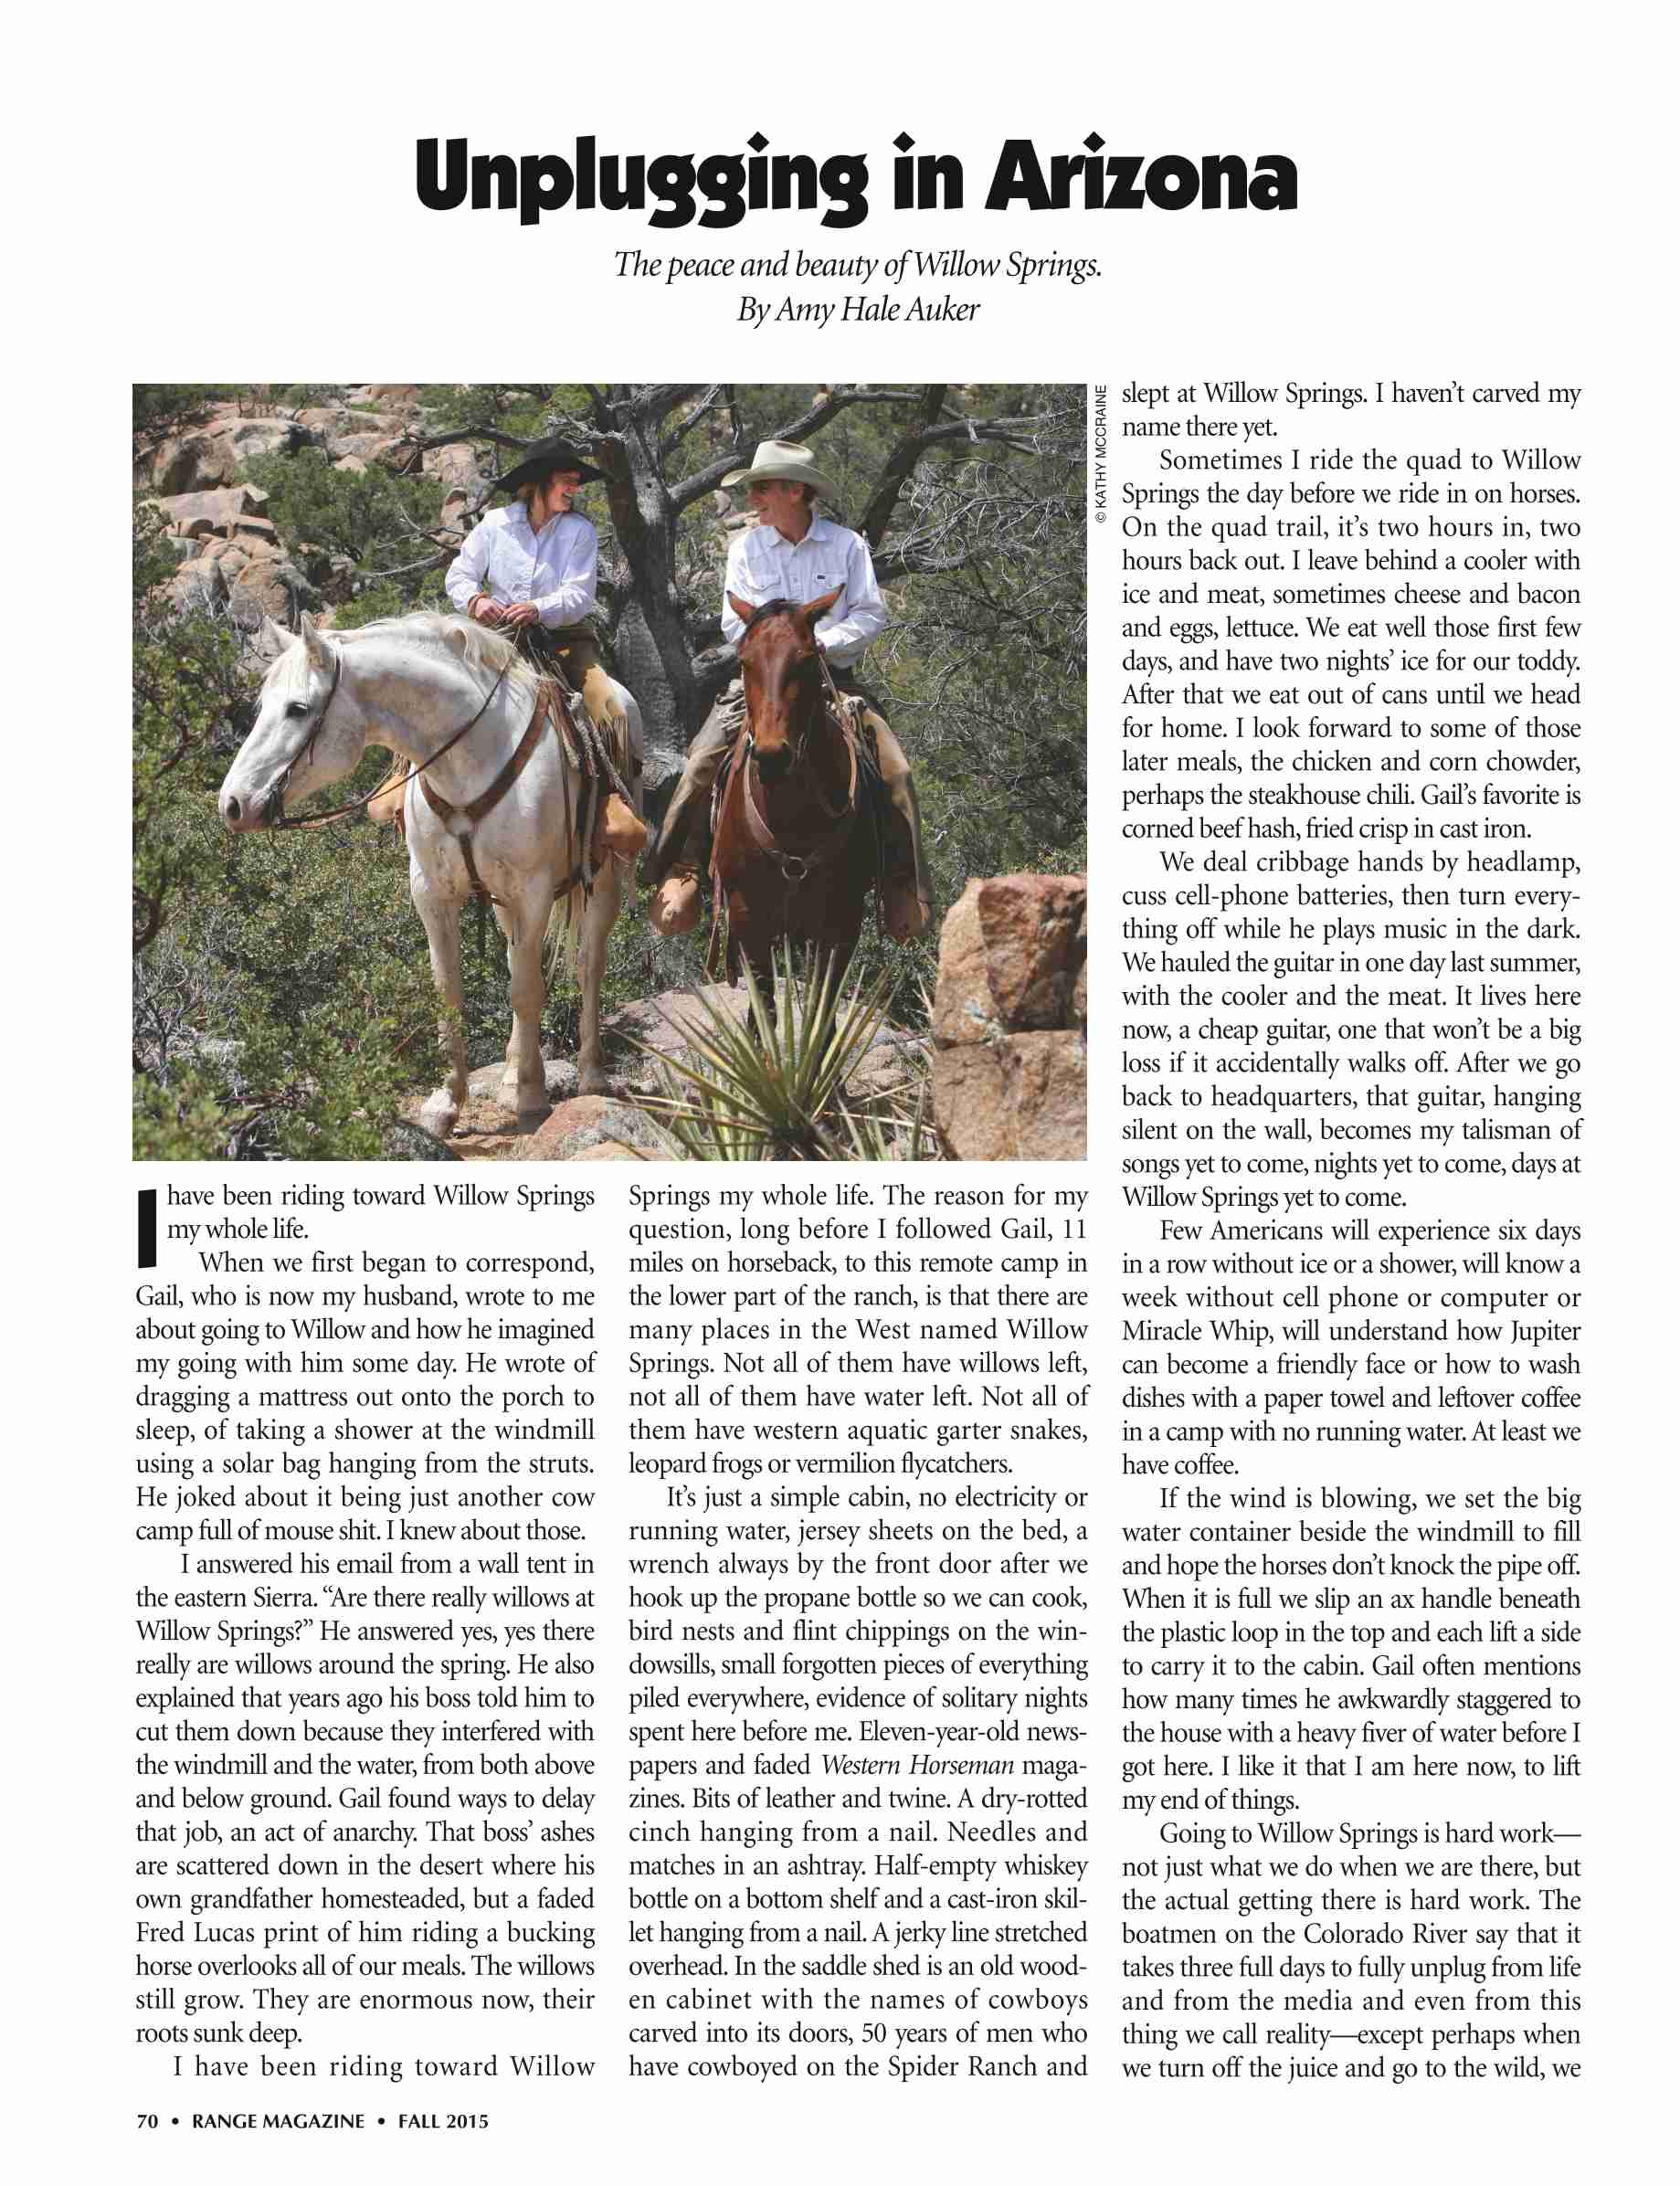 Unplugging in Arizona
The peace and beauty of Willow Springs.
By Amy Hale Auker
© KATHY MCCRAINE
I have been riding toward Willow Springs
my whole life.
When we first began to correspond,
Gail, who is now my husband, wrote to me
about going to Willow and how he imagined
my going with him some day. He wrote of
dragging a mattress out onto the porch to
sleep, of taking a shower at the windmill
using a solar bag hanging from the struts.
He joked about it being just another cow
camp full of mouse shit. I knew about those.
I answered his email from a wall tent in
the eastern Sierra. “Are there really willows at
Willow Springs?” He answered yes, yes there
really are willows around the spring. He also
explained that years ago his boss told him to
cut them down because they interfered with
the windmill and the water, from both above
and below ground. Gail found ways to delay
that job, an act of anarchy. That boss’ ashes
are scattered down in the desert where his
own grandfather homesteaded, but a faded
Fred Lucas print of him riding a bucking
horse overlooks all of our meals. The willows
still grow. They are enormous now, their
roots sunk deep.
I have been riding toward Willow
Springs my whole life. The reason for my
question, long before I followed Gail, 11
miles on horseback, to this remote camp in
the lower part of the ranch, is that there are
many places in the West named Willow
Springs. Not all of them have willows left,
not all of them have water left. Not all of
them have western aquatic garter snakes,
leopard frogs or vermilion flycatchers.
It’s just a simple cabin, no electricity or
running water, jersey sheets on the bed, a
wrench always by the front door after we
hook up the propane bottle so we can cook,
bird nests and flint chippings on the win-
dowsills, small forgotten pieces of everything
piled everywhere, evidence of solitary nights
spent here before me. Eleven-year-old news-
papers and faded Western Horseman maga-
zines. Bits of leather and twine. A dry-rotted
cinch hanging from a nail. Needles and
matches in an ashtray. Half-empty whiskey
bottle on a bottom shelf and a cast-iron skil-
let hanging from a nail. A jerky line stretched
overhead. In the saddle shed is an old wood-
en cabinet with the names of cowboys
carved into its doors, 50 years of men who
have cowboyed on the Spider Ranch and
slept at Willow Springs. I haven’t carved my
name there yet.
Sometimes I ride the quad to Willow
Springs the day before we ride in on horses.
On the quad trail, it’s two hours in, two
hours back out. I leave behind a cooler with
ice and meat, sometimes cheese and bacon
and eggs, lettuce. We eat well those first few
days, and have two nights’ ice for our toddy.
After that we eat out of cans until we head
for home. I look forward to some of those
later meals, the chicken and corn chowder,
perhaps the steakhouse chili. Gail’s favorite is
corned beef hash, fried crisp in cast iron.
We deal cribbage hands by headlamp,
cuss cell-phone batteries, then turn every-
thing off while he plays music in the dark.
We hauled the guitar in one day last summer,
with the cooler and the meat. It lives here
now, a cheap guitar, one that won’t be a big
loss if it accidentally walks off. After we go
back to headquarters, that guitar, hanging
silent on the wall, becomes my talisman of
songs yet to come, nights yet to come, days at
Willow Springs yet to come.
Few Americans will experience six days
in a row without ice or a shower, will know a
week without cell phone or computer or
Miracle Whip, will understand how Jupiter
can become a friendly face or how to wash
dishes with a paper towel and leftover coffee
in a camp with no running water. At least we
have coffee.
If the wind is blowing, we set the big
water container beside the windmill to fill
and hope the horses don’t knock the pipe off.
When it is full we slip an ax handle beneath
the plastic loop in the top and each lift a side
to carry it to the cabin. Gail often mentions
how many times he awkwardly staggered to
the house with a heavy fiver of water before I
got here. I like it that I am here now, to lift
my end of things.
Going to Willow Springs is hard work—
not just what we do when we are there, but
the actual getting there is hard work. The
boatmen on the Colorado River say that it
takes three full days to fully unplug from life
and from the media and even from this
thing we call reality—except perhaps when
we turn off the juice and go to the wild, we
70 • RANGE MAGAZINE • FALL 2015